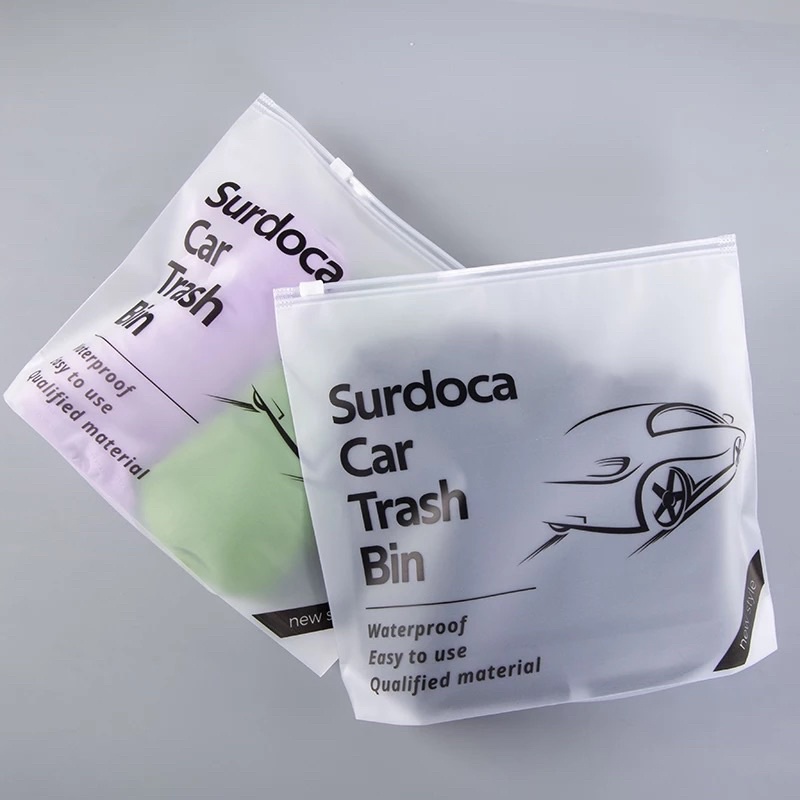 Surdoca
Car
Trash
Bin
Waterproof
Easy to use
Qualified material
new
Surdoca
Car
Trash
Bin
Waterproof
Easy to use
Qualified material
new style